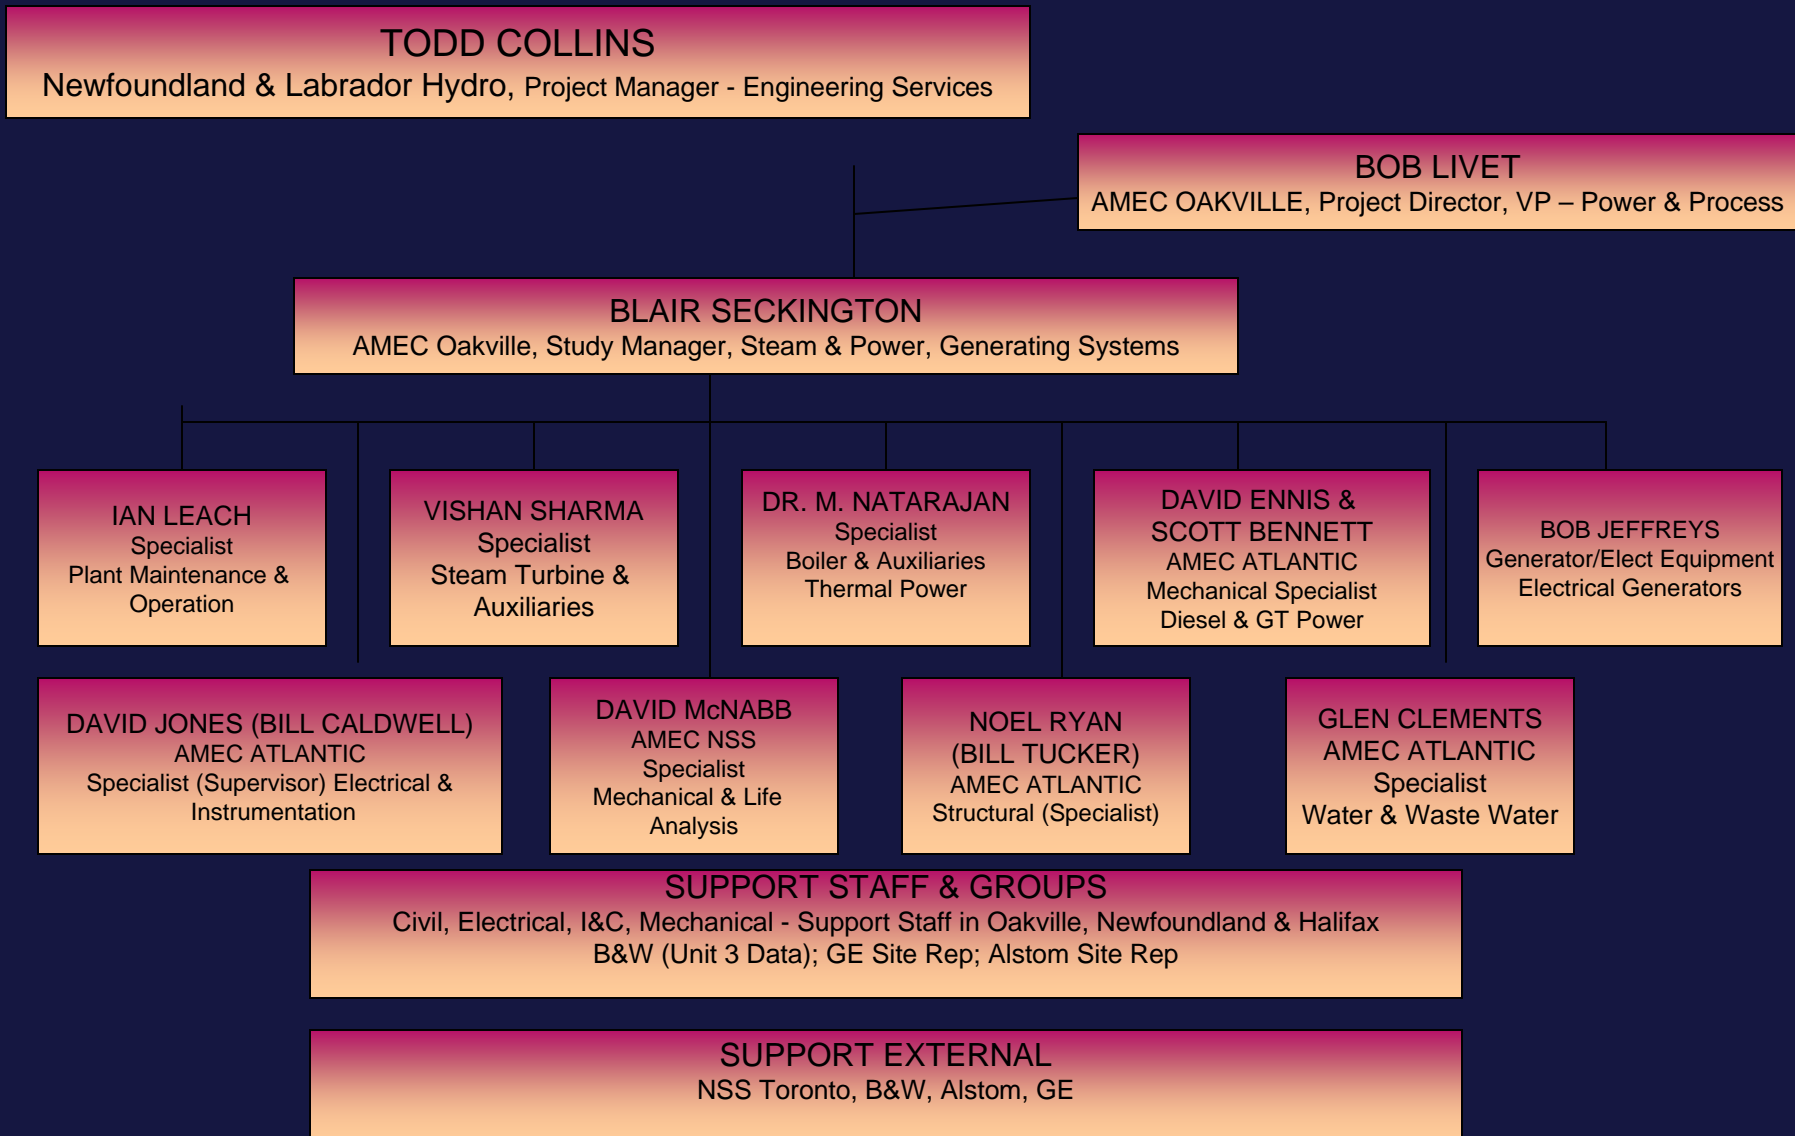 TODD COLLINS
Newfoundland & Labrador Hydro, Project Manager - Engineering Services
BOB LIVET
AMEC OAKVILLE, Project Director, VP – Power & Process
BLAIR SECKINGTON
AMEC Oakville, Study Manager, Steam & Power, Generating Systems
IAN LEACH
Specialist
Plant Maintenance &
Operation
VISHAN SHARMA
Specialist
Steam Turbine &
Auxiliaries
DR. M. NATARAJAN
Specialist
Boiler & Auxiliaries
Thermal Power
DAVID ENNIS &
SCOTT BENNETT
AMEC ATLANTIC
Mechanical Specialist
Diesel & GT Power
BOB JEFFREYS
Generator/Elect Equipment
Electrical Generators
DAVID JONES (BILL CALDWELL)
AMEC ATLANTIC
Specialist (Supervisor) Electrical &
Instrumentation
DAVID McNABB
AMEC NSS
Specialist
Mechanical & Life
Analysis
NOEL RYAN
(BILL TUCKER)
AMEC ATLANTIC
Structural (Specialist)
GLEN CLEMENTS
AMEC ATLANTIC
Specialist
Water & Waste Water
SUPPORT STAFF & GROUPS
Civil, Electrical, I&C, Mechanical - Support Staff in Oakville, Newfoundland & Halifax
B&W (Unit 3 Data); GE Site Rep; Alstom Site Rep
SUPPORT EXTERNAL
NSS Toronto, B&W, Alstom, GE